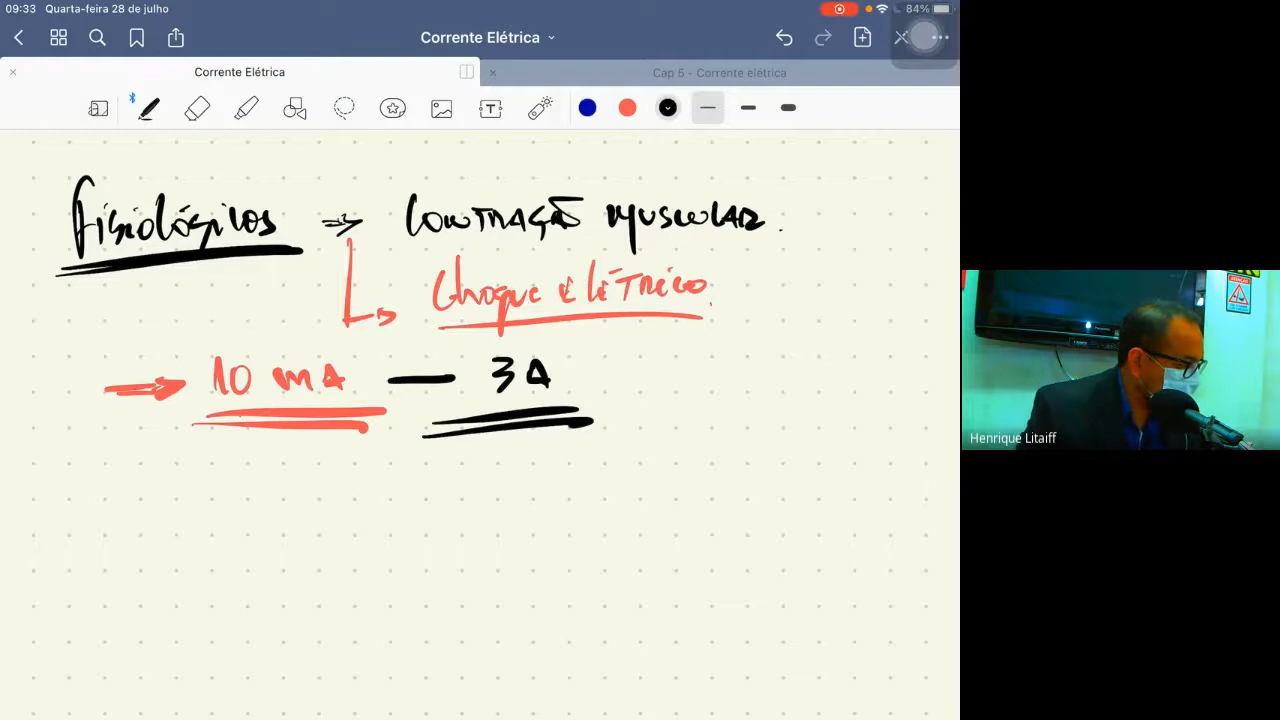 09:33 Quarta-feira 28 de julho
84%
Corrente Elétrica
Corrente Elétrica
Cap 5 - Corrente elétrica
T
fisiológicos ⇒ Contração muscular.
↳ Choque elétrico.
⇒ 10 mA — 3A
Henrique Litaiff